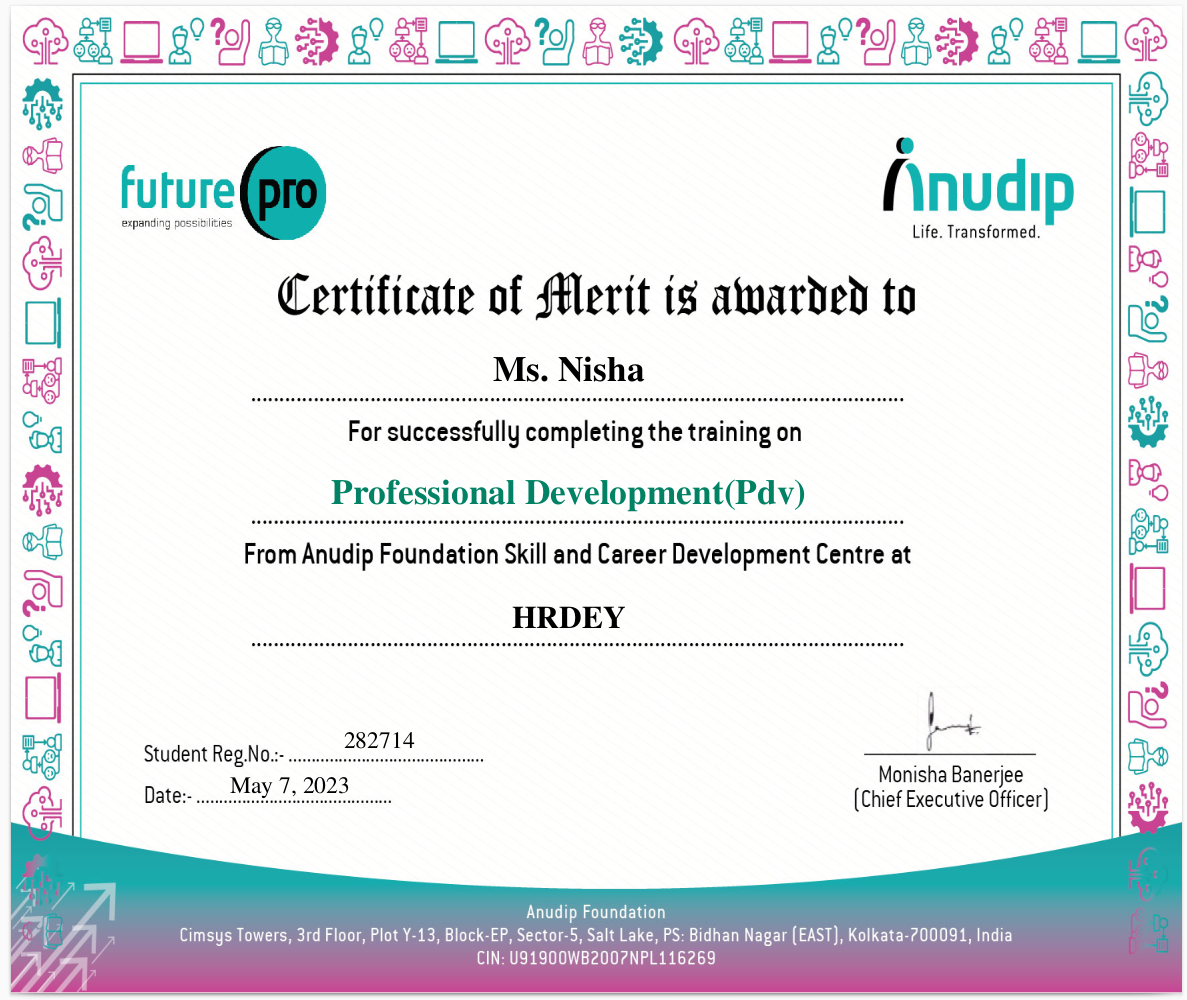 future pro
expanding possibilities
Anudip
Life. Transformed.
Certificate of Merit is awarded to
Ms. Nisha
For successfully completing the training on
Professional Development(Pdv)
From Anudip Foundation Skill and Career Development Centre at
HRDEY
Student Reg.No.:- 282714
Date:- May 7, 2023
Monisha Banerjee
(Chief Executive Officer)
Anudip Foundation
Cimsys Towers, 3rd Floor, Plot Y-13, Block-EP, Sector-5, Salt Lake, PS: Bidhan Nagar (EAST), Kolkata-700091, India
CIN: U91900WB2007NPL116269